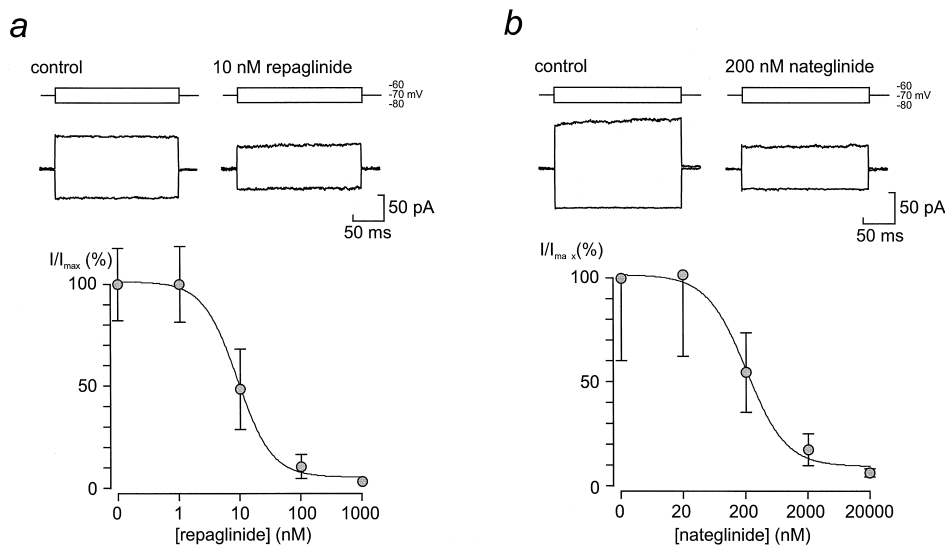 a
control
10 nM repaglinide
-60
-70 mV
-80
50 pA
50 ms
I/Imax (%)
100
50
0
0 1 10 100 1000
[repaglinide] (nM)
b
control
200 nM nateglinide
-60
-70 mV
-80
50 pA
50 ms
I/Ima x(%)
100
50
0
0 20 200 2000 20000
[nateglinide] (nM)